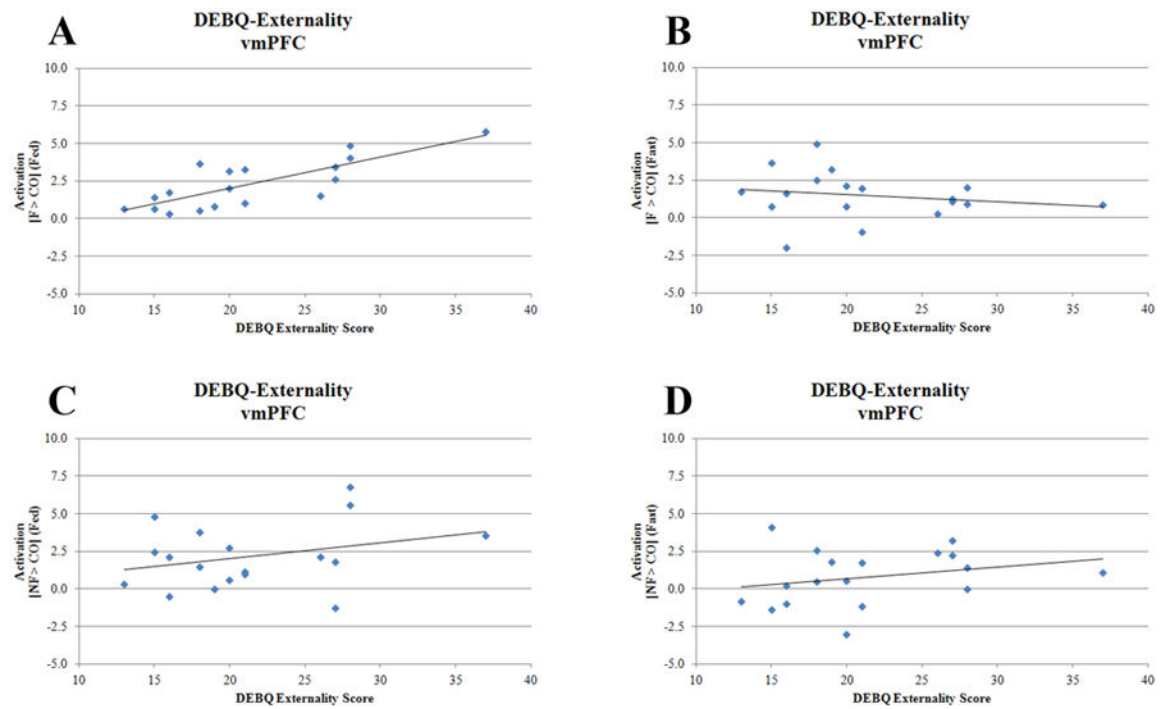 A
DEBQ-Externality
vmPFC
Activation
[F > CO] (Fed)
10.0
7.5
5.0
2.5
0.0
-2.5
-5.0
10 15 20 25 30 35 40
DEBQ Externality Score
B
DEBQ-Externality
vmPFC
Activation
[F > CO] (Fast)
10.0
7.5
5.0
2.5
0.0
-2.5
-5.0
10 15 20 25 30 35 40
DEBQ Externality Score
C
DEBQ-Externality
vmPFC
Activation
[NF > CO] (Fed)
10.0
7.5
5.0
2.5
0.0
-2.5
-5.0
10 15 20 25 30 35 40
DEBQ Externality Score
D
DEBQ-Externality
vmPFC
Activation
[NF > CO] (Fast)
10.0
7.5
5.0
2.5
0.0
-2.5
-5.0
10 15 20 25 30 35 40
DEBQ Externality Score